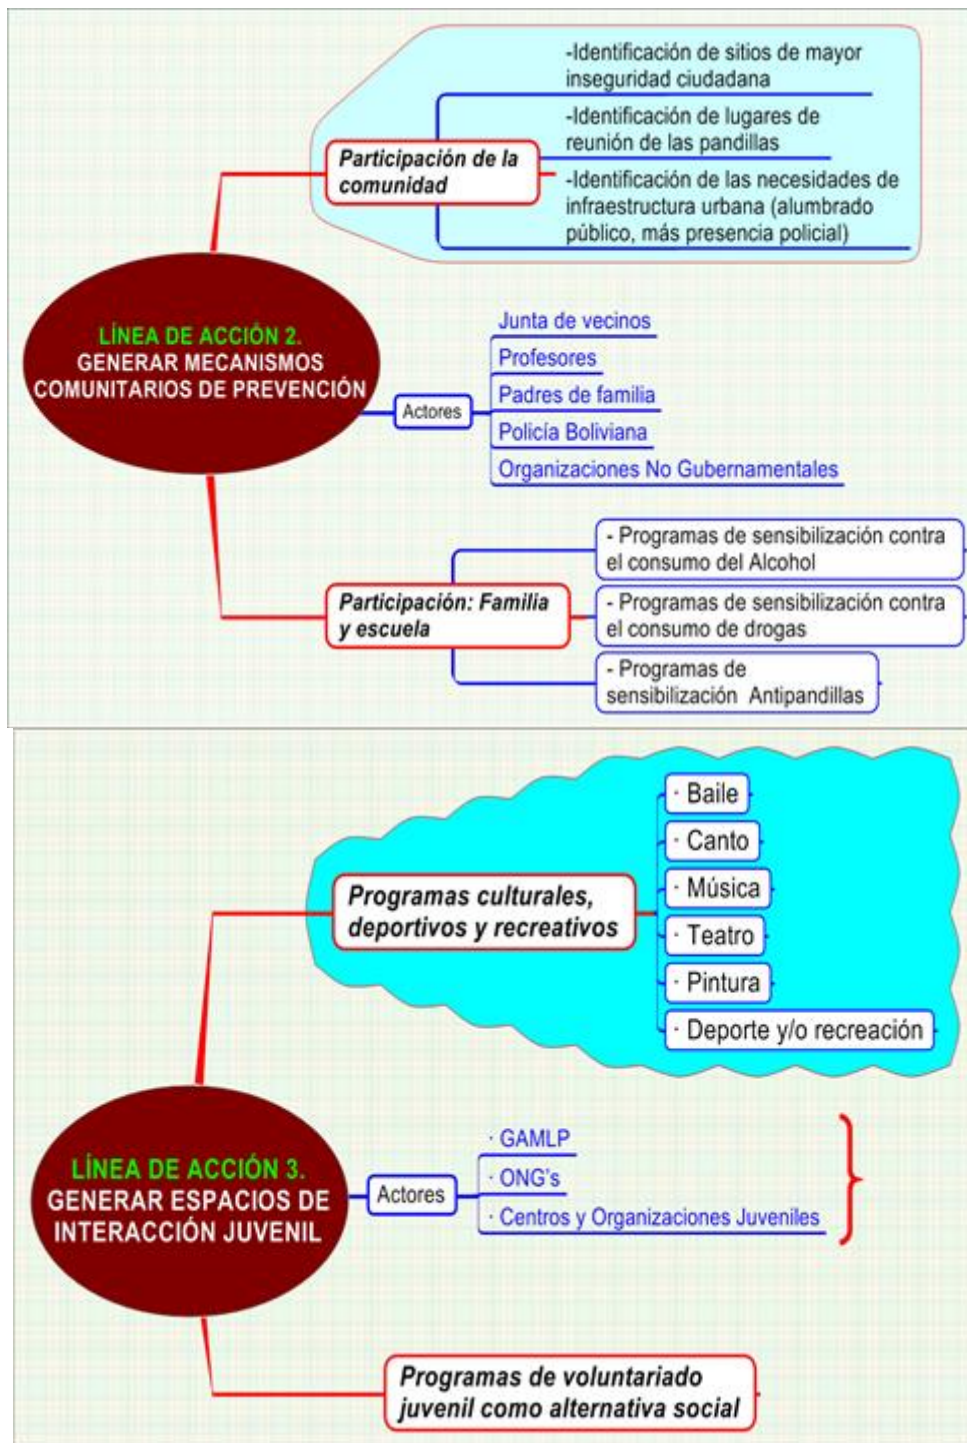 -Identificación de sitios de mayor
inseguridad ciudadana
-Identificación de lugares de
reunión de las pandillas
-Identificación de las necesidades de
infraestructura urbana (alumbrado
público, más presencia policial)
Participación de la
comunidad
LÍNEA DE ACCIÓN 2.
GENERAR MECANISMOS
COMUNITARIOS DE PREVENCIÓN
Actores
Junta de vecinos
Profesores
Padres de familia
Policía Boliviana
Organizaciones No Gubernamentales
Participación: Familia
y escuela
- Programas de sensibilización contra
el consumo del Alcohol
- Programas de sensibilización contra
el consumo de drogas
- Programas de
sensibilización Antipandillas
Programas culturales,
deportivos y recreativos
· Baile
· Canto
· Música
· Teatro
· Pintura
· Deporte y/o recreación
LÍNEA DE ACCIÓN 3.
GENERAR ESPACIOS DE
INTERACCIÓN JUVENIL
Actores
· GAMLP
· ONG's
· Centros y Organizaciones Juveniles
Programas de voluntariado
juvenil como alternativa social